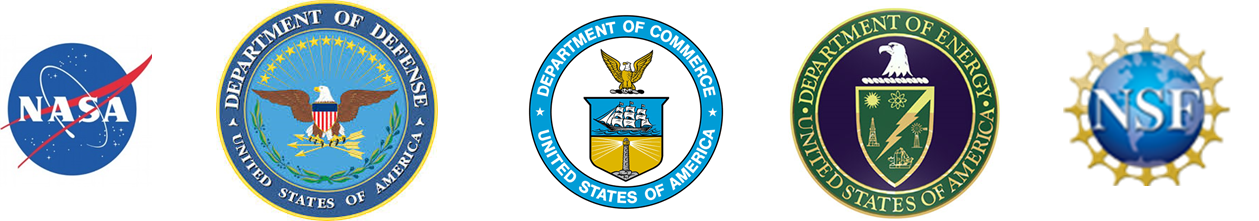 NASA
DEPARTMENT OF DEFENSE
UNITED STATES OF AMERICA
DEPARTMENT OF COMMERCE
UNITED STATES OF AMERICA
DEPARTMENT OF ENERGY
UNITED STATES OF AMERICA
NSF